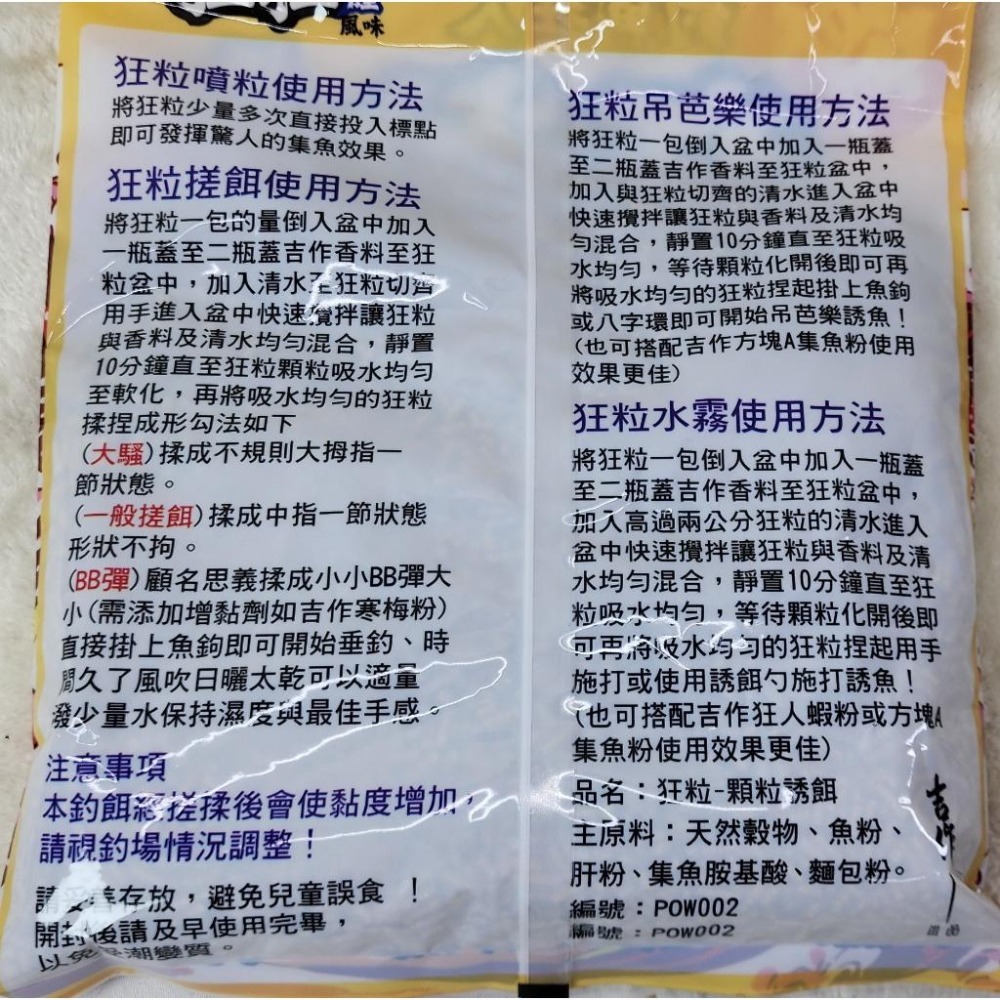 風味
狂粒噴粒使用方法
將狂粒少量多次直接投入標點
即可發揮驚人的集魚效果。
狂粒搓餌使用方法
將狂粒一包的量倒入盆中加入
一瓶蓋至二瓶蓋吉作香料至狂
粒盆中，加入清水至狂粒切齊
用手進入盆中快速攪拌讓狂粒
與香料及清水均勻混合，靜置
10分鐘直至狂粒顆粒吸水均勻
至軟化，再將吸水均勻的狂粒
揉捏成形勾法如下
(大騷)揉成不規則大拇指一
節狀態。
(一般搓餌)揉成中指一節狀態
形狀不拘。
(BB彈)顧名思義揉成小小BB彈大
小(需添加增黏劑如吉作寒梅粉)
直接掛上魚鉤即可開始垂釣、時
間久了風吹日曬太乾可以適量
發少量水保持濕度與最佳手感。
注意事項
本釣餌經搓揉後會使黏度增加，
請視釣場情況調整！
請妥善存放，避免兒童誤食 ！
開封後請及早使用完畢，
以免受潮變質。
狂粒吊芭樂使用方法
將狂粒一包倒入盆中加入一瓶蓋
至二瓶蓋吉作香料至狂粒盆中，
加入與狂粒切齊的清水進入盆中
快速攪拌讓狂粒與香料及清水均
勻混合，靜置10分鐘直至狂粒吸
水均勻，等待顆粒化開後即可再
將吸水均勻的狂粒捏起掛上魚鉤
或八字環即可開始吊芭樂誘魚！
(也可搭配吉作方塊A集魚粉使用
效果更佳)
狂粒水霧使用方法
將狂粒一包倒入盆中加入一瓶蓋
至二瓶蓋吉作香料至狂粒盆中，
加入高過兩公分狂粒的清水進入
盆中快速攪拌讓狂粒與香料及清
水均勻混合，靜置10分鐘直至狂
粒吸水均勻，等待顆粒化開後即
可再將吸水均勻的狂粒捏起用手
施打或使用誘餌勺施打誘魚！
(也可搭配吉作狂人蝦粉或方塊A
集魚粉使用效果更佳)
品名：狂粒-顆粒誘餌
主原料：天然穀物、魚粉、
肝粉、集魚胺基酸、麵包粉。
編號：POW002
編號：POW002
吉作